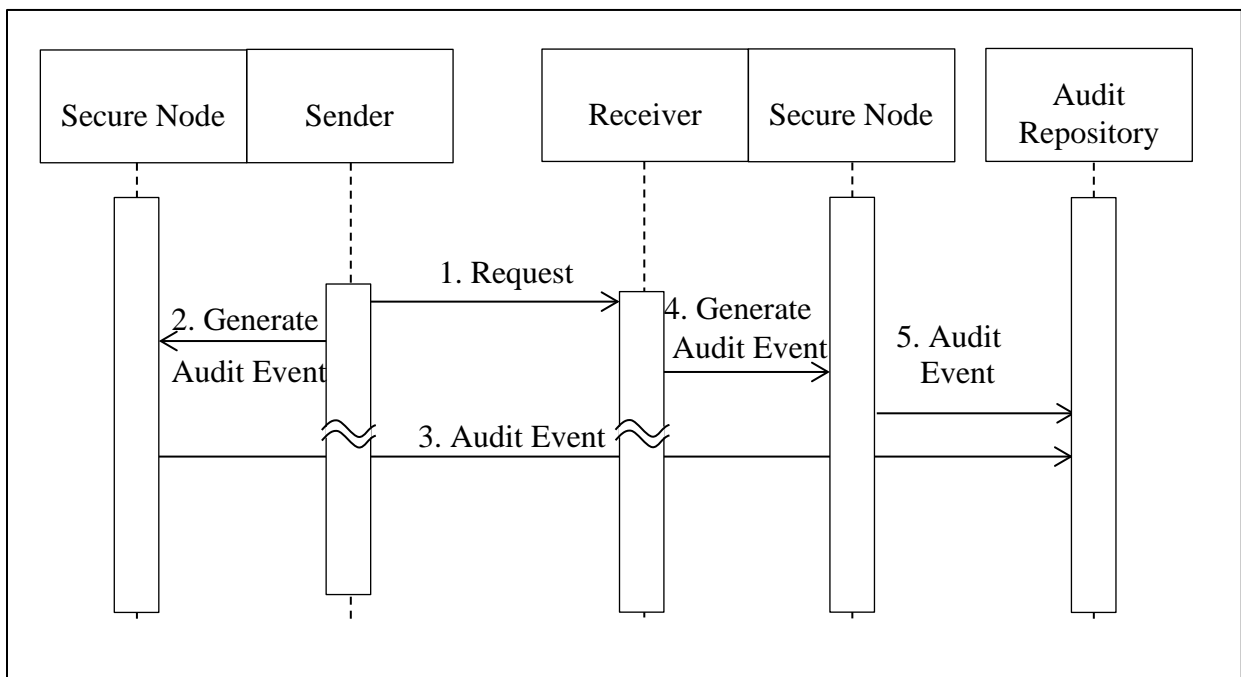 Secure Node
Sender
Receiver
Secure Node
Audit
Repository
1. Request
2. Generate
Audit Event
4. Generate
Audit Event
5. Audit
Event
3. Audit Event